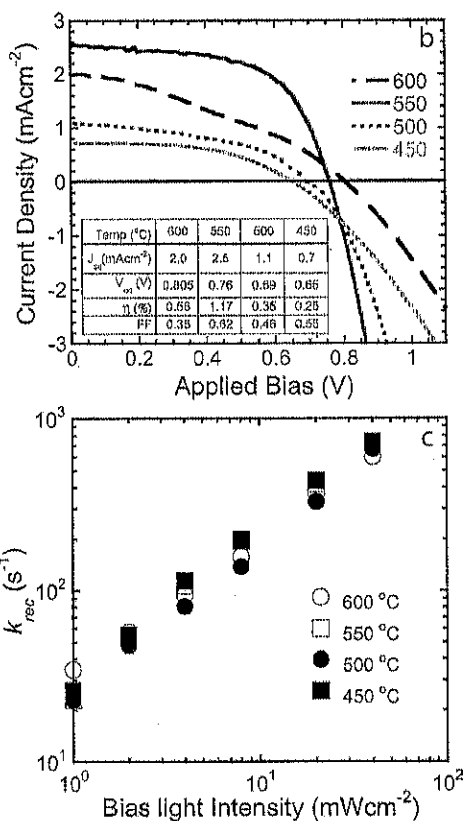 b
3
2
1
0
-1
-2
-3
Current Density (mAcm⁻²)
600
550
500
450
Temp (°C) 600 550 500 450
J (mAcm⁻²) 2.0 2.5 1.1 0.7
V (V) 0.805 0.76 0.69 0.65
η (%) 0.56 1.17 0.35 0.25
FF 0.35 0.62 0.46 0.55
0 0.2 0.4 0.6 0.8 1
Applied Bias (V)
c
10³
10²
10¹
k_rec (s⁻¹)
600 °C
550 °C
500 °C
450 °C
10⁰ 10¹ 10²
Bias light Intensity (mWcm⁻²)